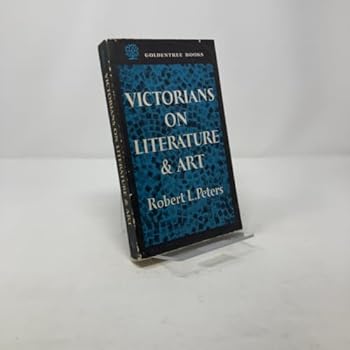 GOLDENTREE BOOKS
VICTORIANS
ON
LITERATURE
& ART
Robert L. Peters
VICTORIANS ON LITERATURE & ART